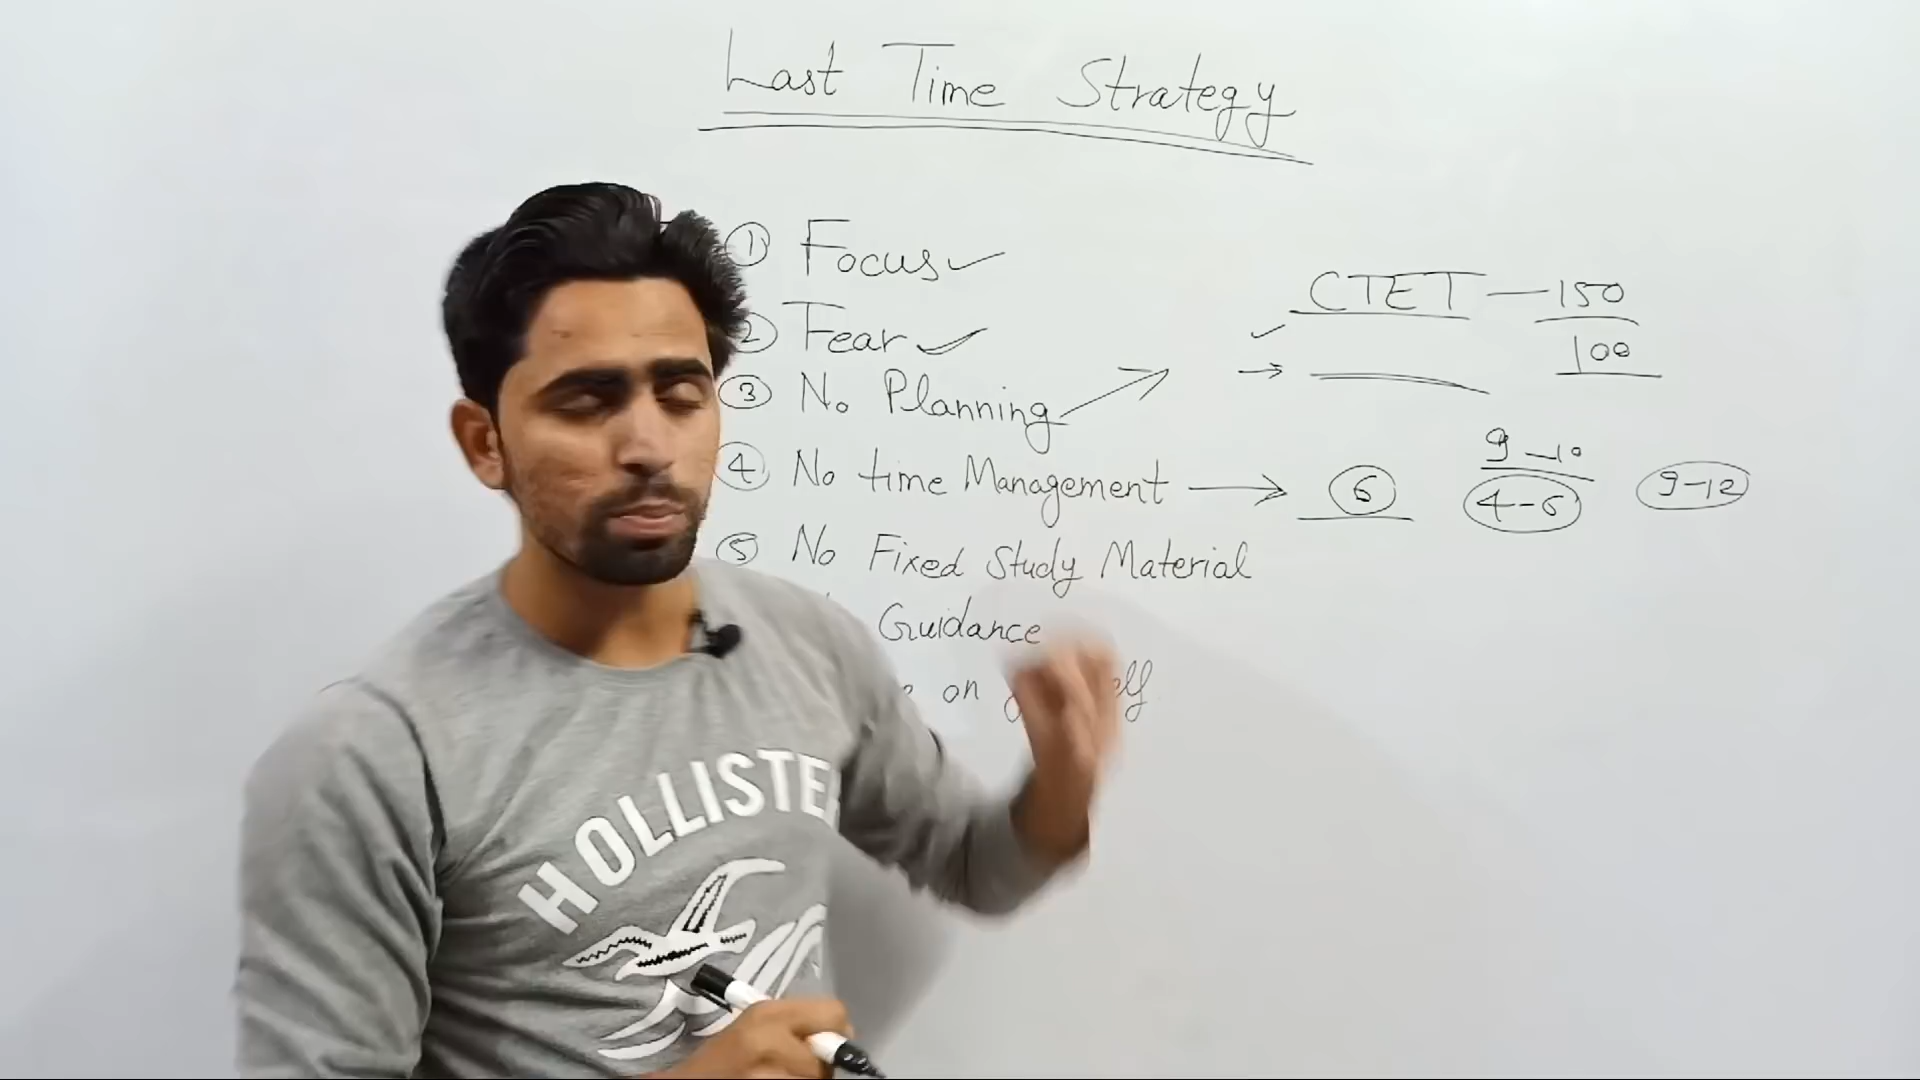 Last Time Strategy
① Focus ✓
② Fear ✓
③ No Planning
④ No time Management → 6
⑤ No Fixed Study Material
Guidance
on
CTET — 150
100
9-10
4-5
9-12
HOLLISTE